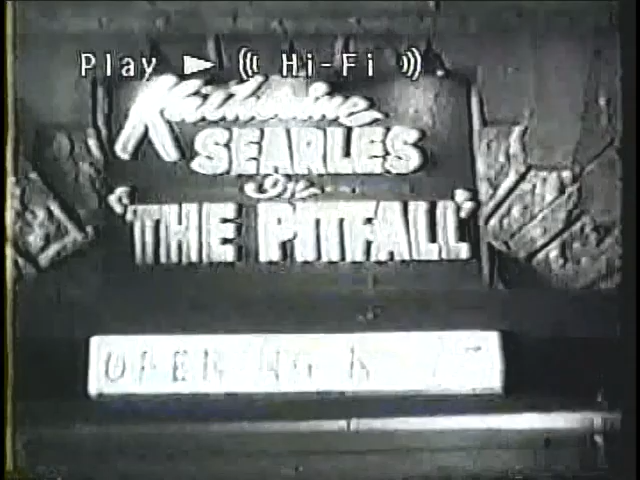 Play ► Hi-Fi
Katharine
SEARLES
in
"THE PITFALL"